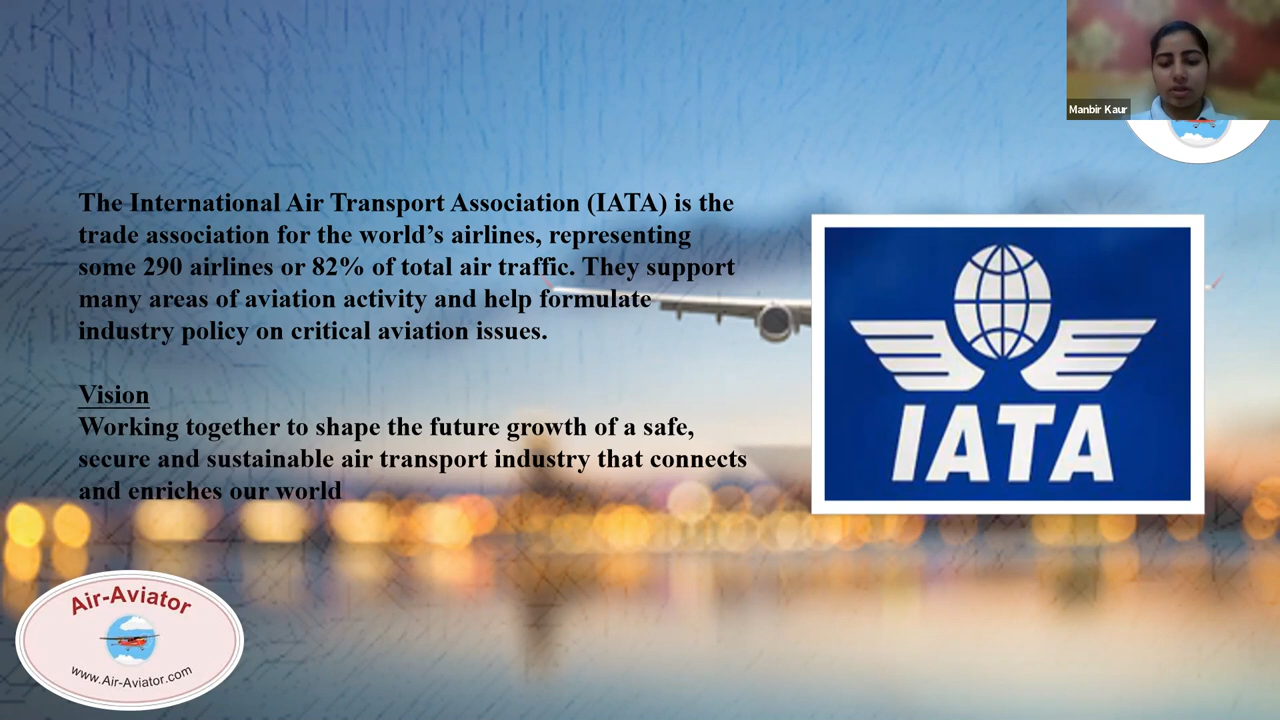 Manbir Kaur
The International Air Transport Association (IATA) is the
trade association for the world’s airlines, representing
some 290 airlines or 82% of total air traffic. They support
many areas of aviation activity and help formulate
industry policy on critical aviation issues.
Vision
Working together to shape the future growth of a safe,
secure and sustainable air transport industry that connects
and enriches our world
IATA
Air-Aviator
www.Air-Aviator.com